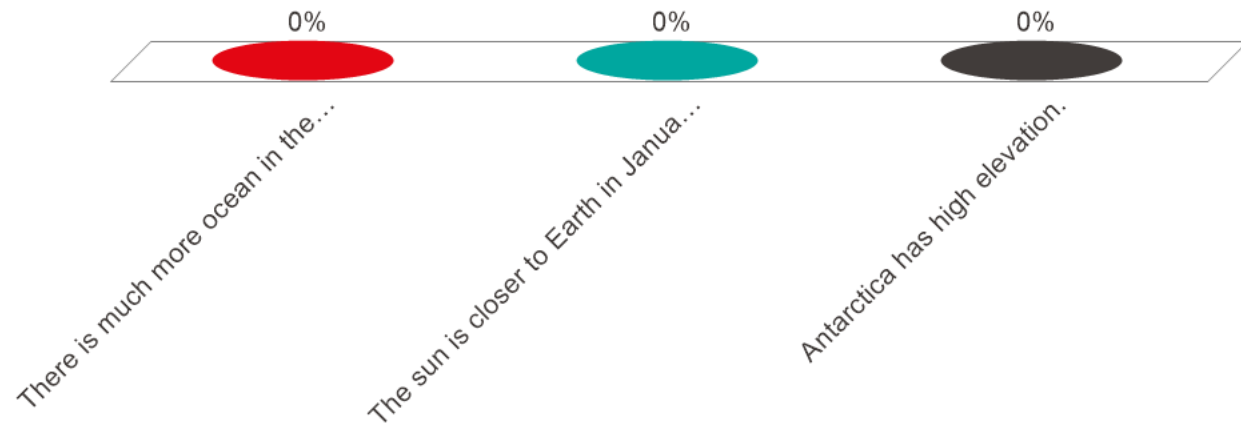 0%
0%
0%
There is much more ocean in the...
The sun is closer to Earth in Janua...
Antarctica has high elevation.